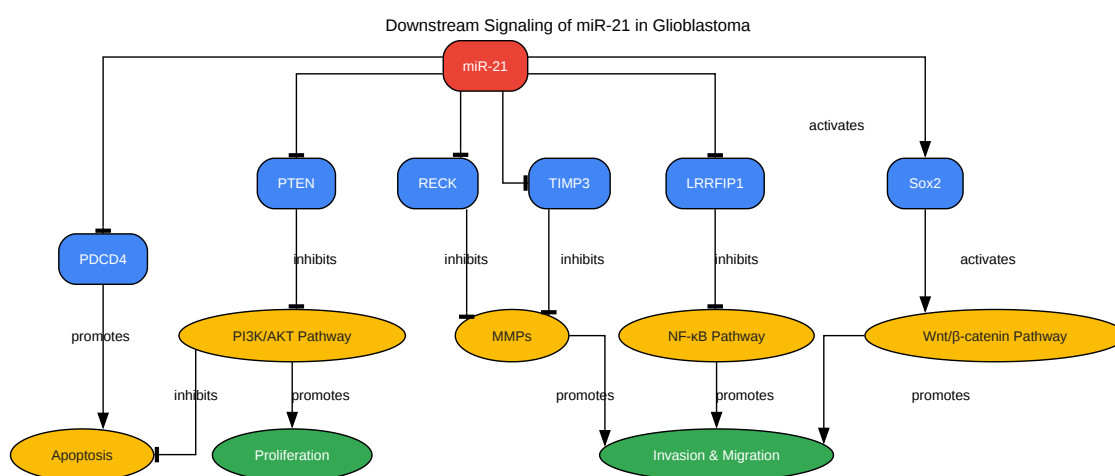 Downstream Signaling of miR-21 in Glioblastoma
miR-21
activates
PTEN
RECK
TIMP3
LRRFIP1
Sox2
PDCD4
inhibits
inhibits
inhibits
inhibits
activates
promotes
PI3K/AKT Pathway
MMPs
NF-κB Pathway
Wnt/β-catenin Pathway
inhibits
promotes
promotes
promotes
promotes
Apoptosis
Proliferation
Invasion & Migration